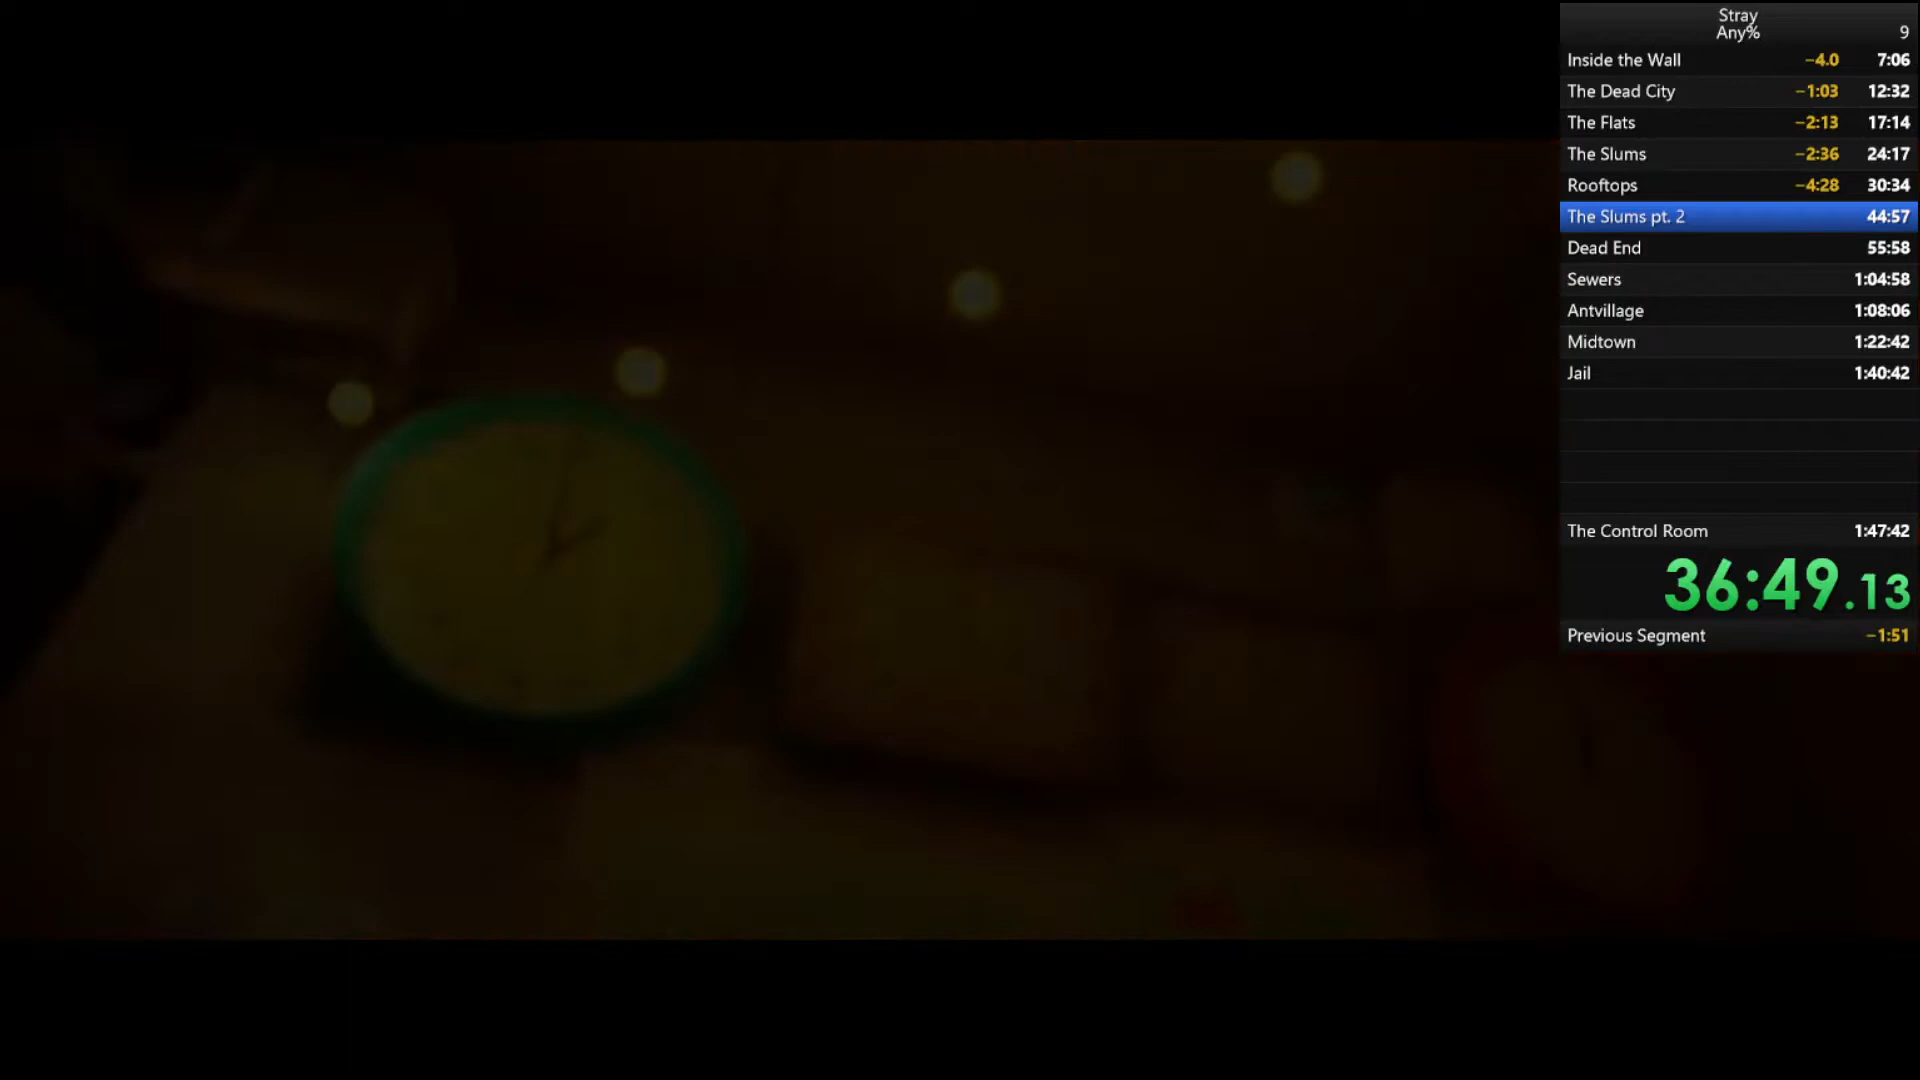 Stray
Any% 9
Inside the Wall −4.0 7:06
The Dead City −1:03 12:32
The Flats −2:13 17:14
The Slums −2:36 24:17
Rooftops −4:28 30:34
The Slums pt. 2 44:57
Dead End 55:58
Sewers 1:04:58
Antvillage 1:08:06
Midtown 1:22:42
Jail 1:40:42
The Control Room 1:47:42
36:49.13
Previous Segment −1:51